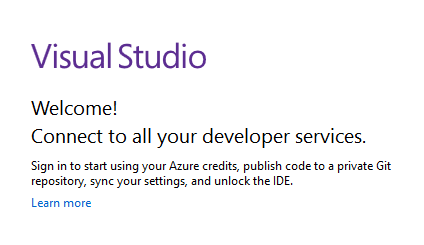 Visual Studio
Welcome!
Connect to all your developer services.
Sign in to start using your Azure credits, publish code to a private Git
repository, sync your settings, and unlock the IDE.
Learn more